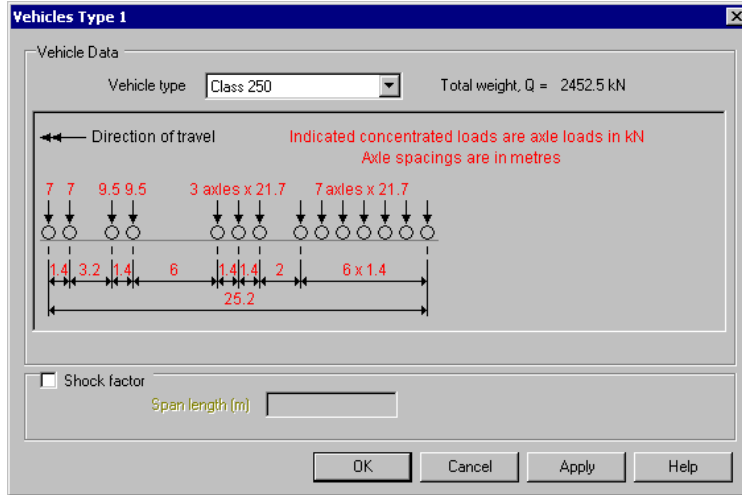 Vehicles Type 1
Vehicle Data
Vehicle type Class 250 Total weight, Q = 2452.5 kN
Direction of travel Indicated concentrated loads are axle loads in kN
Axle spacings are in metres
7 7 9.5 9.5 3 axles x 21.7 7 axles x 21.7
1.4 3.2 1.4 6 1.4 1.4 2 6 x 1.4
25.2
Shock factor
Span length (m)
OK Cancel Apply Help